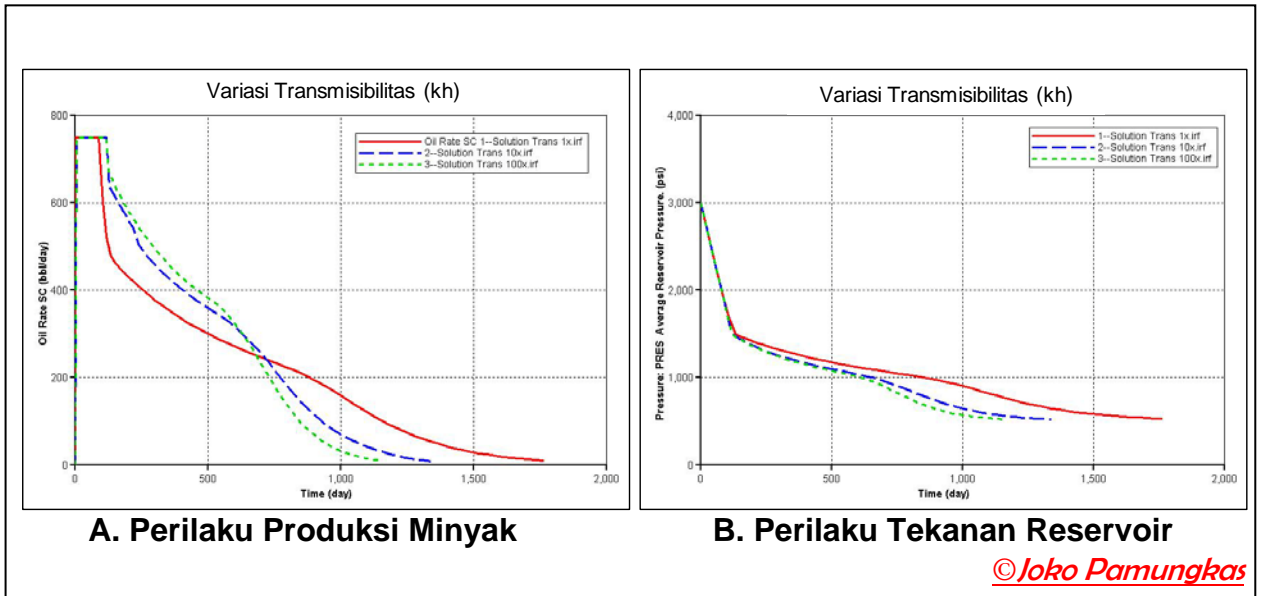 Variasi Transmisibilitas (kh)
800
600
400
200
0
Oil Rate SC (bbl/day)
Oil Rate SC 1--Solution Trans 1x.irf
2--Solution Trans 10x.irf
3--Solution Trans 100x.irf
0 500 1,000 1,500 2,000
Time (day)
A. Perilaku Produksi Minyak
Variasi Transmisibilitas (kh)
4,000
3,000
2,000
1,000
0
Pressure: PRES Average Reservoir Pressure. (psi)
1--Solution Trans 1x.irf
2--Solution Trans 10x.irf
3--Solution Trans 100x.irf
0 500 1,000 1,500 2,000
Time (day)
B. Perilaku Tekanan Reservoir
©Joko Pamungkas